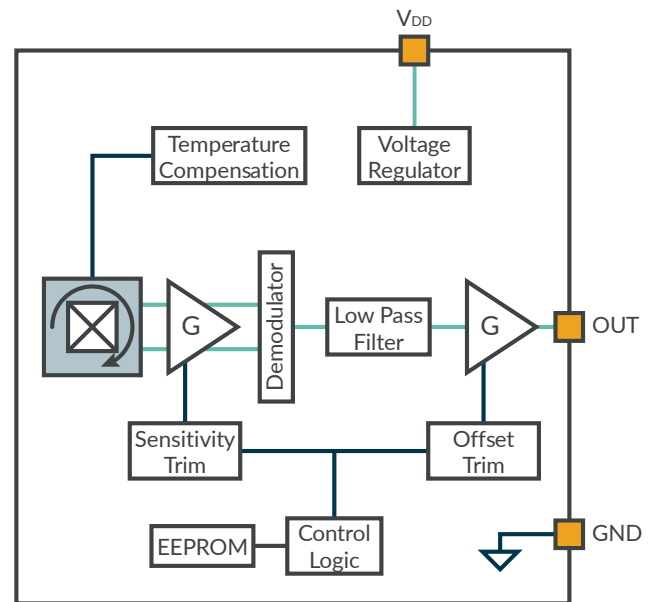 VDD
Temperature
Compensation
Voltage
Regulator
G
Demodulator
Low Pass
Filter
G
OUT
Sensitivity
Trim
Offset
Trim
EEPROM
Control
Logic
GND